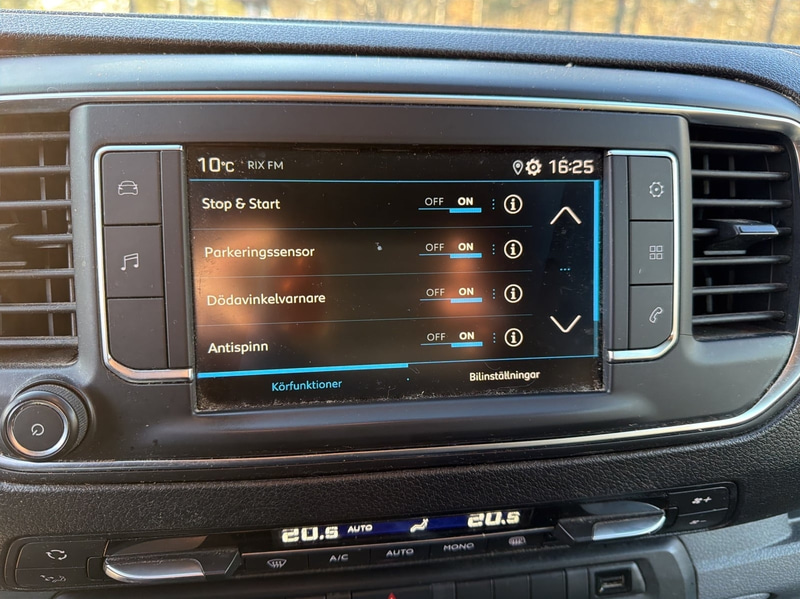 10°C RIX FM 16:25
Stop & Start OFF ON i
Parkeringssensor OFF ON i
Dödavinkelvarnare OFF ON i
Antispinn OFF ON i
Körfunktioner Bilinställningar
20.5 AUTO 20.5
A/C AUTO MONO